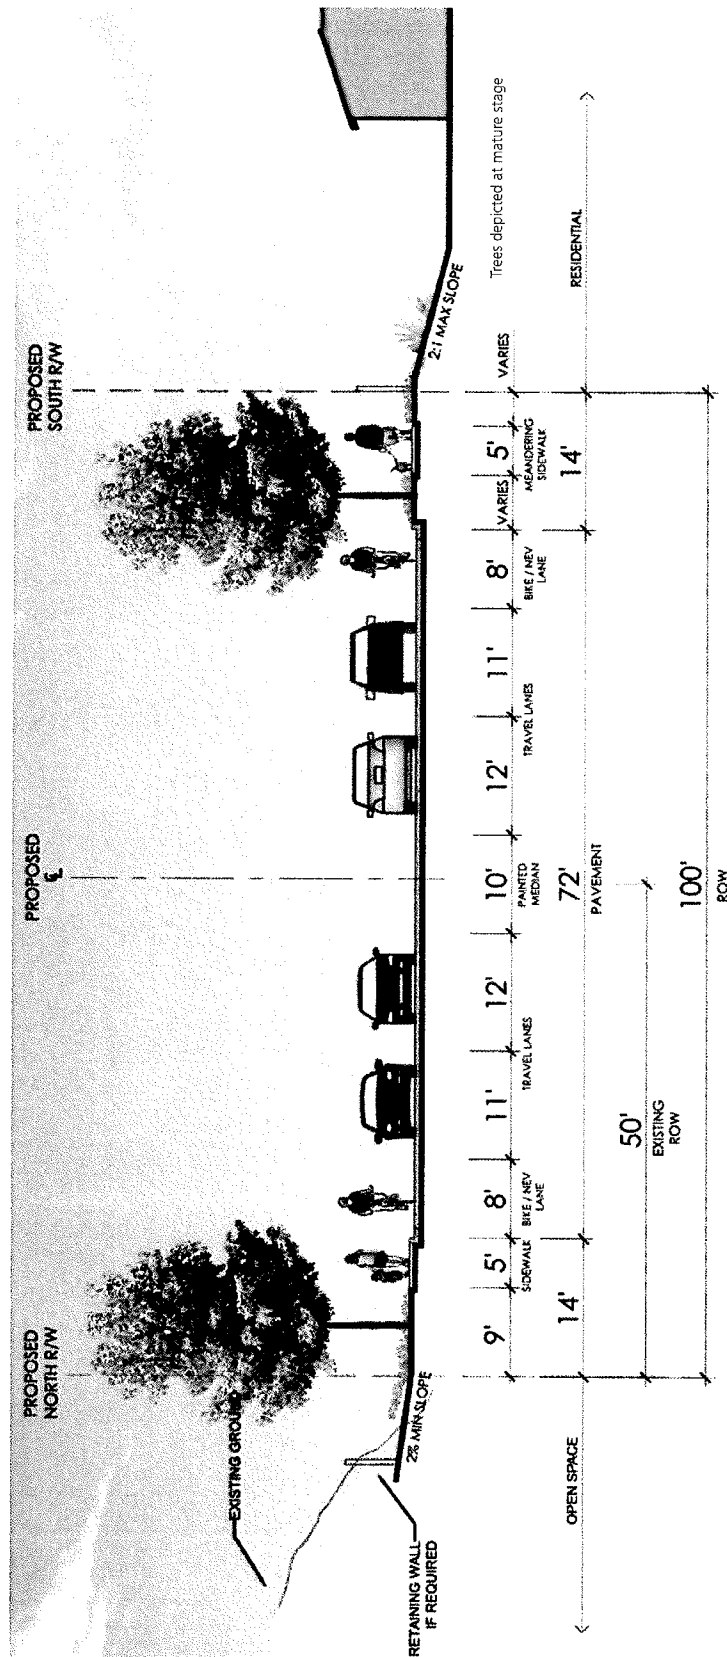 PROPOSED
NORTH R/W
PROPOSED
℄
PROPOSED
SOUTH R/W
EXISTING GROUND
RETAINING WALL
IF REQUIRED
2% MIN SLOPE
2:1 MAX SLOPE
Trees depicted at mature stage
9'
5'
SIDEWALK
8'
BIKE / NEV
LANE
11'
12'
TRAVEL LANES
10'
PAINTED
MEDIAN
12'
11'
TRAVEL LANES
8'
BIKE / NEV
LANE
VARIES
5'
MEANDERING
SIDEWALK
VARIES
OPEN SPACE
14'
72'
PAVEMENT
14'
RESIDENTIAL
50'
EXISTING
ROW
100'
ROW